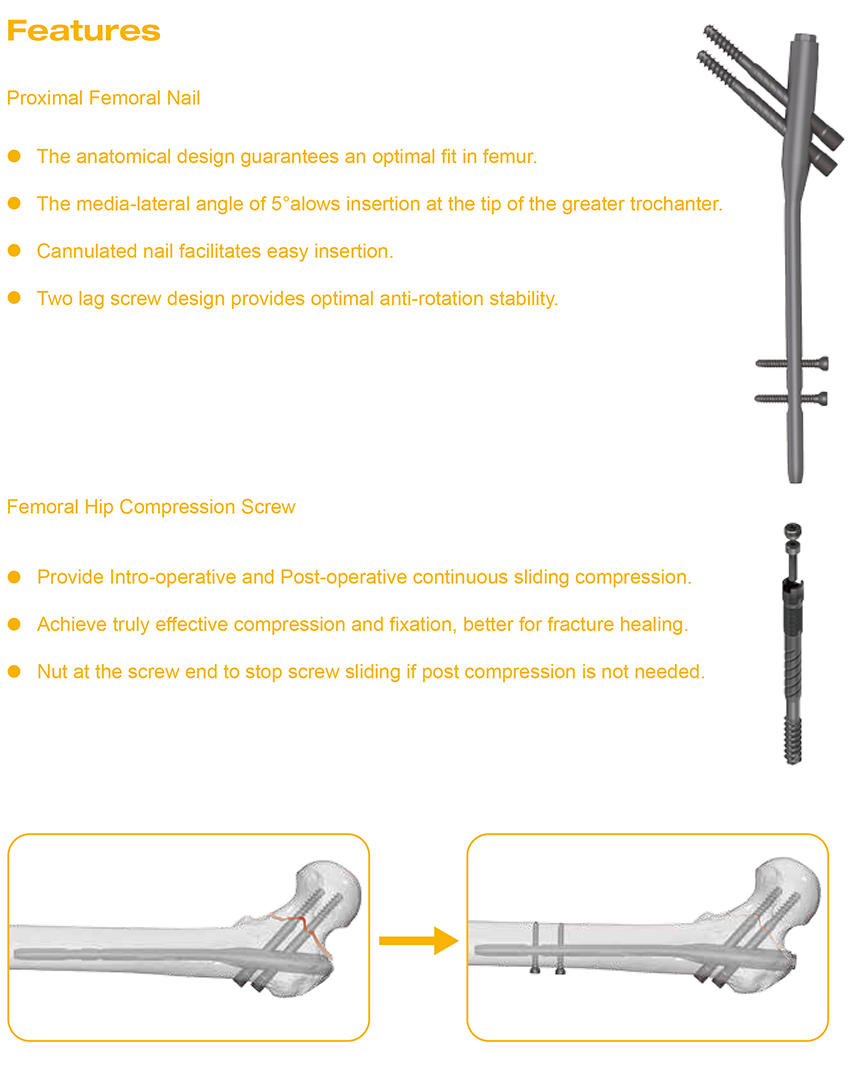 Features
Proximal Femoral Nail
The anatomical design guarantees an optimal fit in femur.
The media-lateral angle of 5°alows insertion at the tip of the greater trochanter.
Cannulated nail facilitates easy insertion.
Two lag screw design provides optimal anti-rotation stability.
Femoral Hip Compression Screw
Provide Intro-operative and Post-operative continuous sliding compression.
Achieve truly effective compression and fixation, better for fracture healing.
Nut at the screw end to stop screw sliding if post compression is not needed.